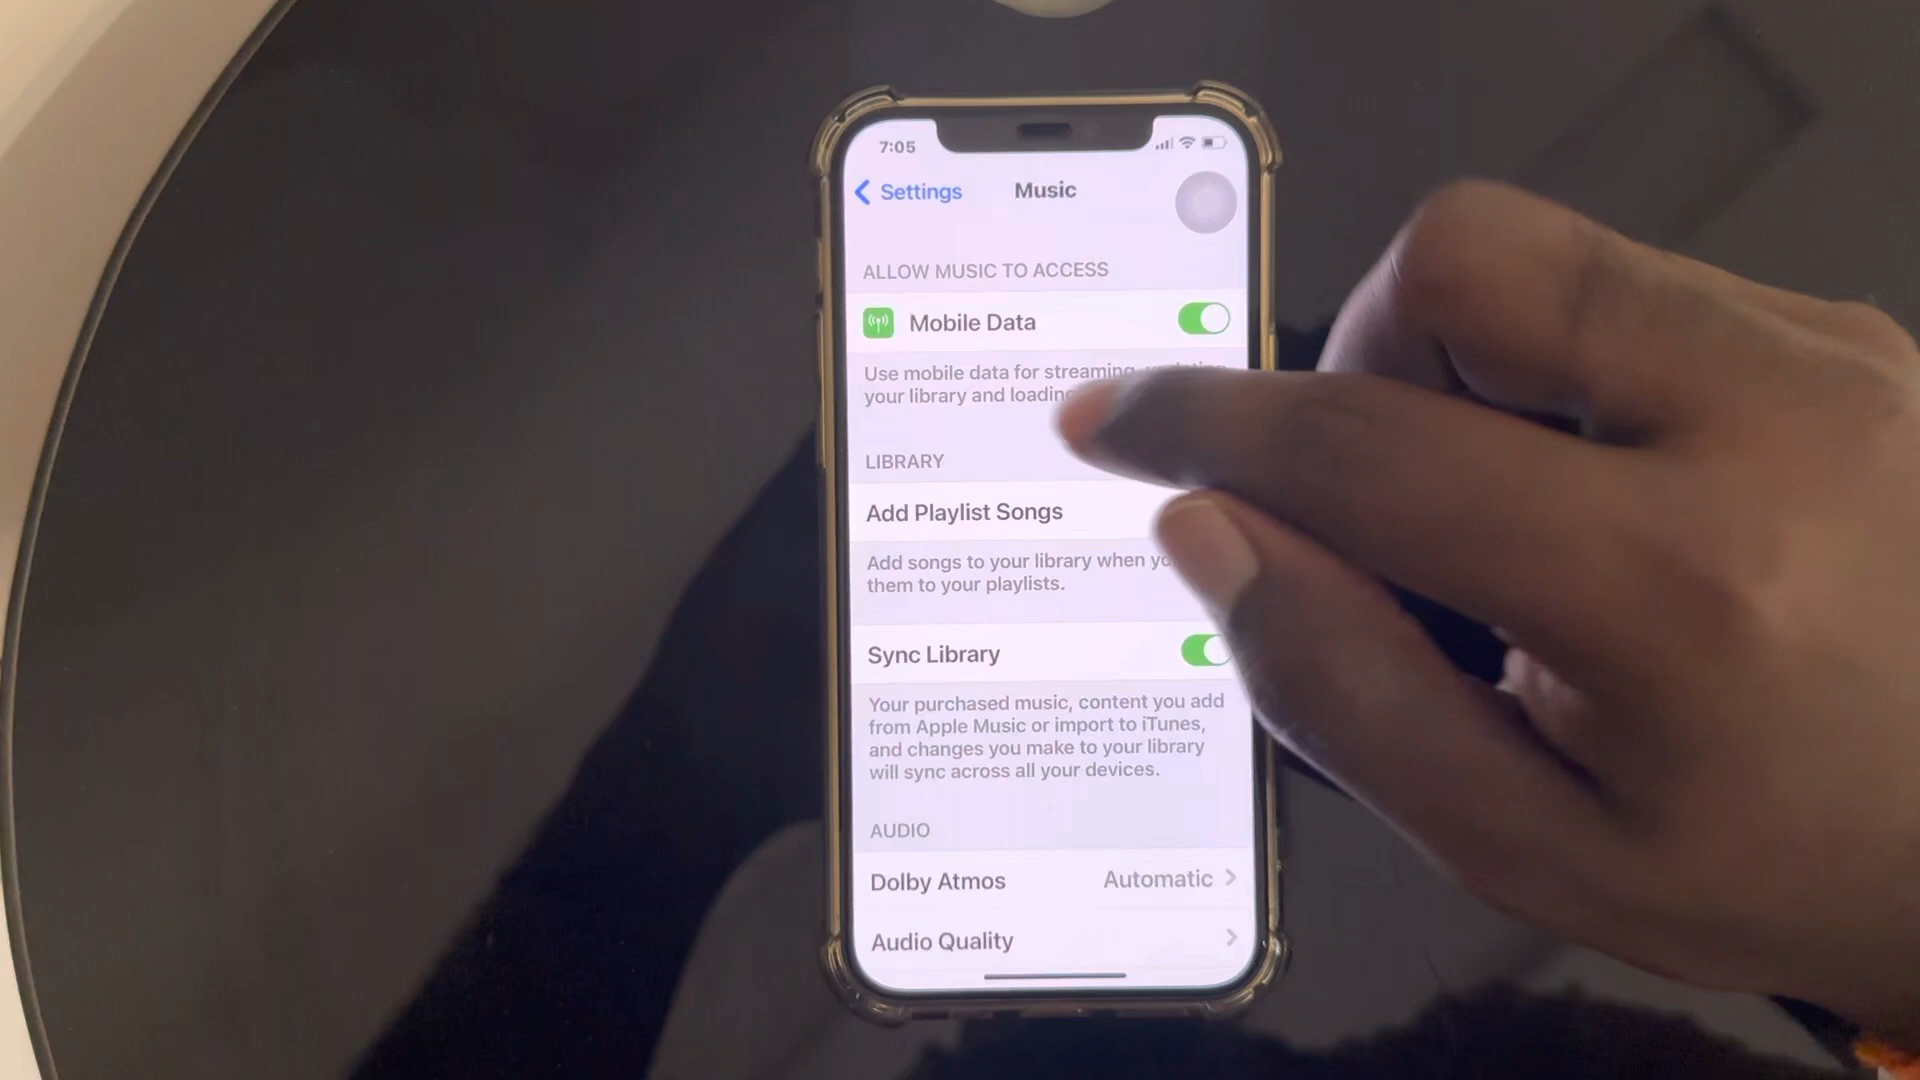 7:05
Settings
Music
ALLOW MUSIC TO ACCESS
Mobile Data
Use mobile data for streaming,
your library and loading
LIBRARY
Add Playlist Songs
Add songs to your library when
them to your playlists.
Sync Library
Your purchased music, content you add
from Apple Music or import to iTunes,
and changes you make to your library
will sync across all your devices.
AUDIO
Dolby Atmos
Automatic
Audio Quality